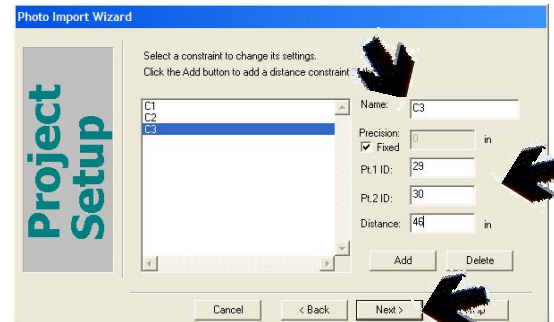 Photo Import Wizard
Project
Setup
Select a constraint to change its settings.
Click the Add button to add a distance constraint
C1
C2
C3
Name: C3
Precision: 0 in
Fixed
Pt.1 ID: 29
Pt.2 ID: 30
Distance: 46 in
Add Delete
Cancel < Back Next >